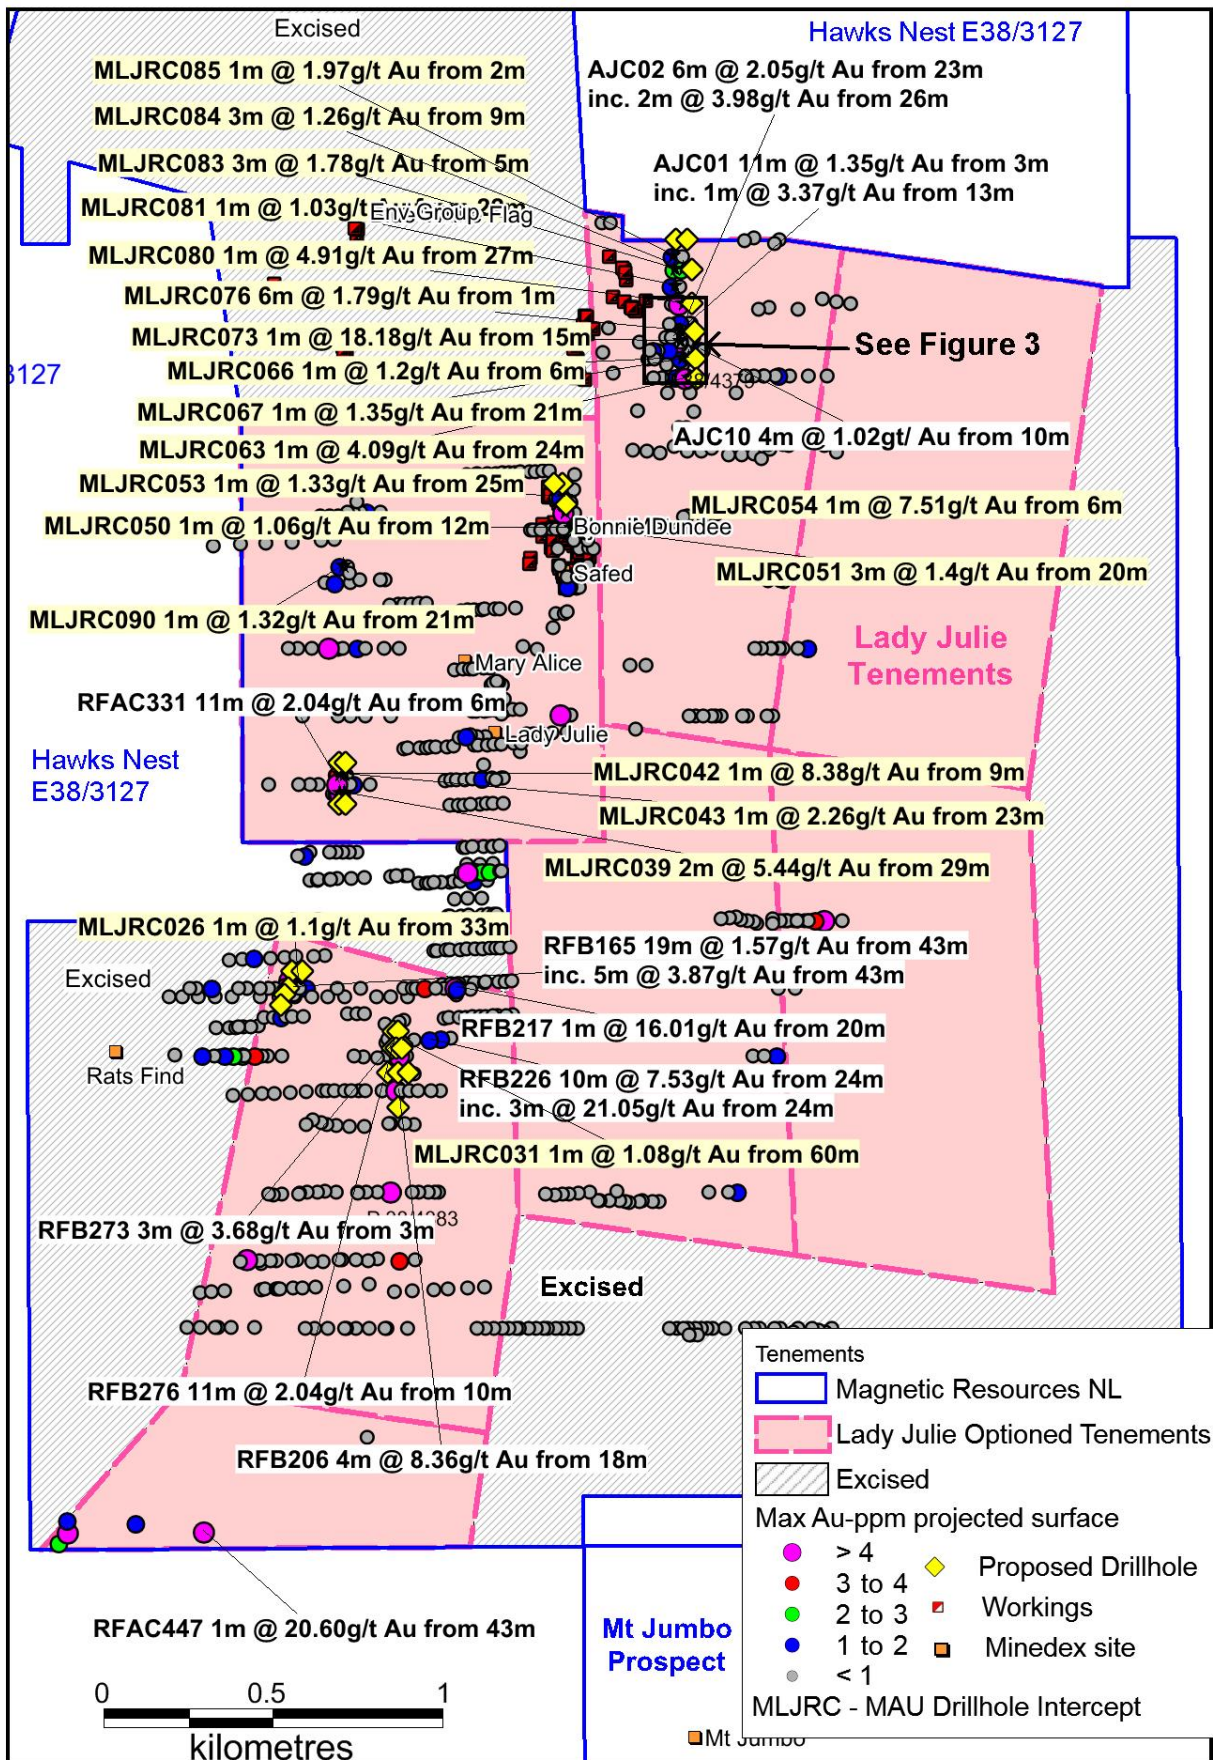 Excised
Hawks Nest E38/3127
MLJRC085 1m @ 1.97g/t Au from 2m
AJC02 6m @ 2.05g/t Au from 23m
inc. 2m @ 3.98g/t Au from 26m
MLJRC084 3m @ 1.26g/t Au from 9m
MLJRC083 3m @ 1.78g/t Au from 5m
AJC01 11m @ 1.35g/t Au from 3m
inc. 1m @ 3.37g/t Au from 13m
MLJRC081 1m @ 1.03g/t Au
Flag
MLJRC080 1m @ 4.91g/t Au from 27m
MLJRC076 6m @ 1.79g/t Au from 1m
MLJRC073 1m @ 18.18g/t Au from 15m
See Figure 3
MLJRC066 1m @ 1.2g/t Au from 6m
3127
MLJRC067 1m @ 1.35g/t Au from 21m
AJC10 4m @ 1.02gt/ Au from 10m
MLJRC063 1m @ 4.09g/t Au from 24m
MLJRC053 1m @ 1.33g/t Au from 25m
MLJRC054 1m @ 7.51g/t Au from 6m
MLJRC050 1m @ 1.06g/t Au from 12m
Dundee
Safed
MLJRC051 3m @ 1.4g/t Au from 20m
MLJRC090 1m @ 1.32g/t Au from 21m
Lady Julie
Tenements
Mary Alice
RFAC331 11m @ 2.04g/t Au from 6m
Lady Julie
Hawks Nest
E38/3127
MLJRC042 1m @ 8.38g/t Au from 9m
MLJRC043 1m @ 2.26g/t Au from 23m
MLJRC039 2m @ 5.44g/t Au from 29m
MLJRC026 1m @ 1.1g/t Au from 33m
RFB165 19m @ 1.57g/t Au from 43m
inc. 5m @ 3.87g/t Au from 43m
Excised
RFB217 1m @ 16.01g/t Au from 20m
Rats Find
RFB226 10m @ 7.53g/t Au from 24m
inc. 3m @ 21.05g/t Au from 24m
MLJRC031 1m @ 1.08g/t Au from 60m
RFB273 3m @ 3.68g/t Au from 3m
Excised
RFB276 11m @ 2.04g/t Au from 10m
RFB206 4m @ 8.36g/t Au from 18m
RFAC447 1m @ 20.60g/t Au from 43m
Mt Jumbo
Prospect
Tenements
Magnetic Resources NL
Lady Julie Optioned Tenements
Excised
Max Au-ppm projected surface
> 4
3 to 4
2 to 3
1 to 2
< 1
Proposed Drillhole
Workings
Minedex site
MLJRC - MAU Drillhole Intercept
Mt Jumbo
0 0.5 1
kilometres